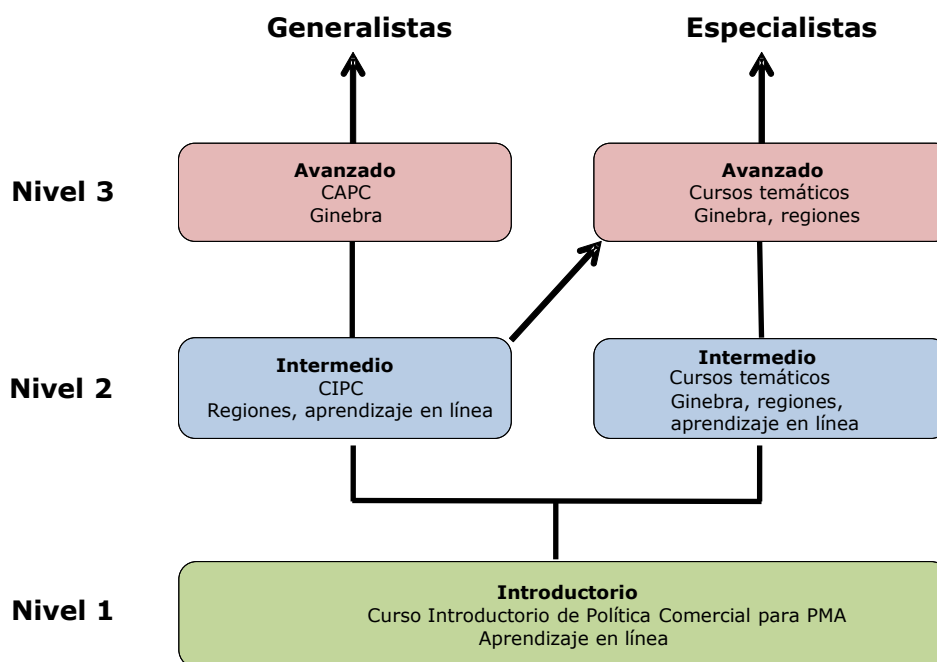 Generalistas
Especialistas
Nivel 3
Avanzado
CAPC
Ginebra
Avanzado
Cursos temáticos
Ginebra, regiones
Nivel 2
Intermedio
CIPC
Regiones, aprendizaje en línea
Intermedio
Cursos temáticos
Ginebra, regiones,
aprendizaje en línea
Nivel 1
Introductorio
Curso Introductorio de Política Comercial para PMA
Aprendizaje en línea